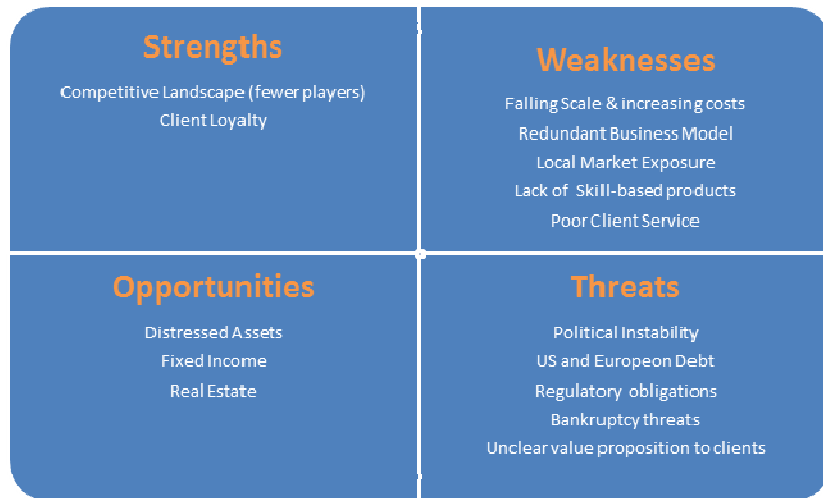 Strengths
Competitive Landscape (fewer players)
Client Loyalty
Weaknesses
Falling Scale & increasing costs
Redundant Business Model
Local Market Exposure
Lack of Skill-based products
Poor Client Service
Opportunities
Distressed Assets
Fixed Income
Real Estate
Threats
Political Instability
US and Europeon Debt
Regulatory obligations
Bankruptcy threats
Unclear value proposition to clients